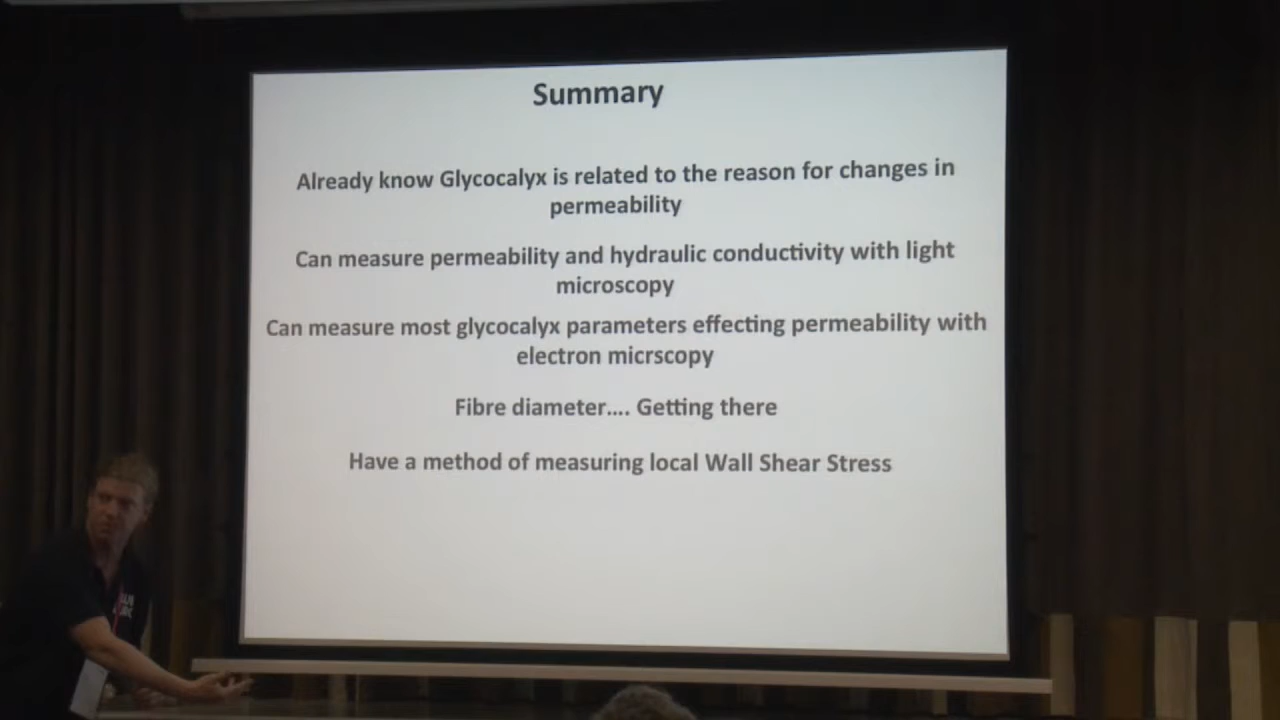 Summary
Already know Glycocalyx is related to the reason for changes in
permeability
Can measure permeability and hydraulic conductivity with light
microscopy
Can measure most glycocalyx parameters effecting permeability with
electron micrscopy
Fibre diameter.... Getting there
Have a method of measuring local Wall Shear Stress